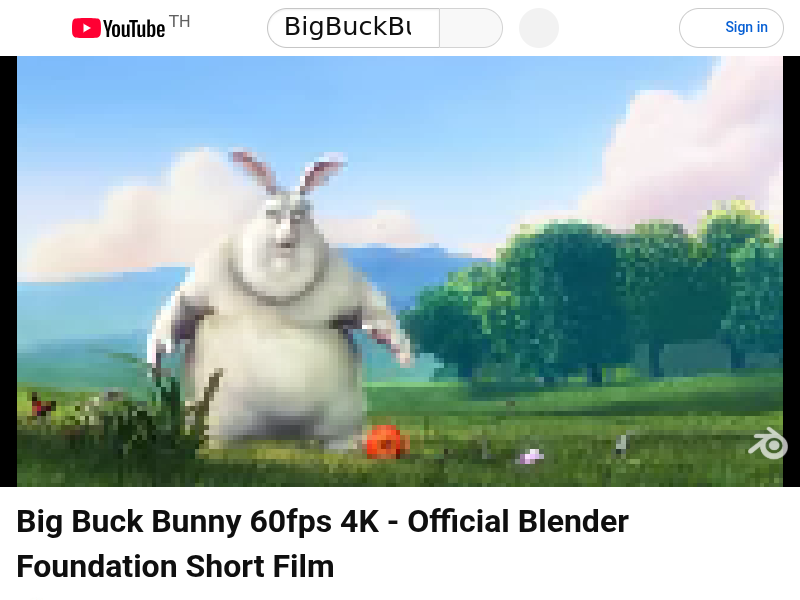 YouTube TH
BigBuckBu
Sign in
Big Buck Bunny 60fps 4K - Official Blender
Foundation Short Film